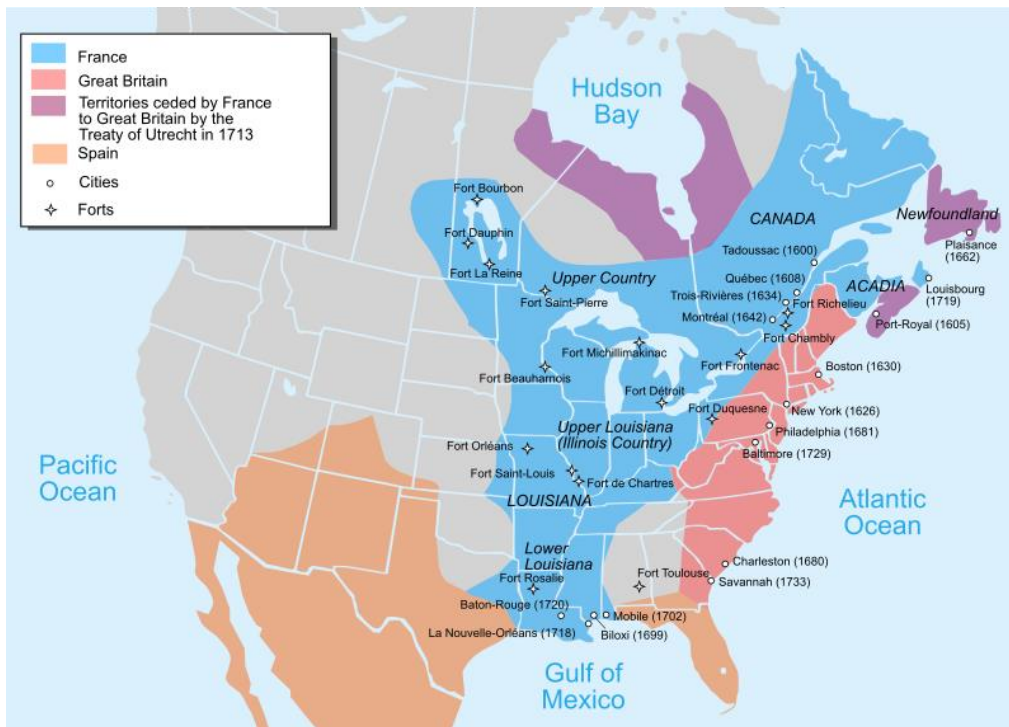 France
Great Britain
Territories ceded by France
to Great Britain by the
Treaty of Utrecht in 1713
Spain
Cities
Forts
Hudson
Bay
Fort Bourbon
Fort Dauphin
Fort La Reine
Upper Country
Fort Saint-Pierre
CANADA
Newfoundland
Plaisance
(1662)
Tadoussac (1600)
Québec (1608)
ACADIA
Louisbourg
(1719)
Trois-Rivières (1634)
Fort Richelieu
Montréal (1642)
Port-Royal (1605)
Fort Chambly
Fort Michillimakinac
Fort Frontenac
Boston (1630)
Fort Beauharnois
Fort Détroit
Fort Duquesne
New York (1626)
Upper Louisiana
(Illinois Country)
Philadelphia (1681)
Fort Orléans
Baltimore (1729)
Pacific
Ocean
Fort Saint-Louis
Fort de Chartres
LOUISIANA
Atlantic
Ocean
Lower
Louisiana
Charleston (1680)
Fort Toulouse
Fort Rosalie
Savannah (1733)
Baton-Rouge (1720)
Mobile (1702)
La Nouvelle-Orléans (1718)
Biloxi (1699)
Gulf of
Mexico